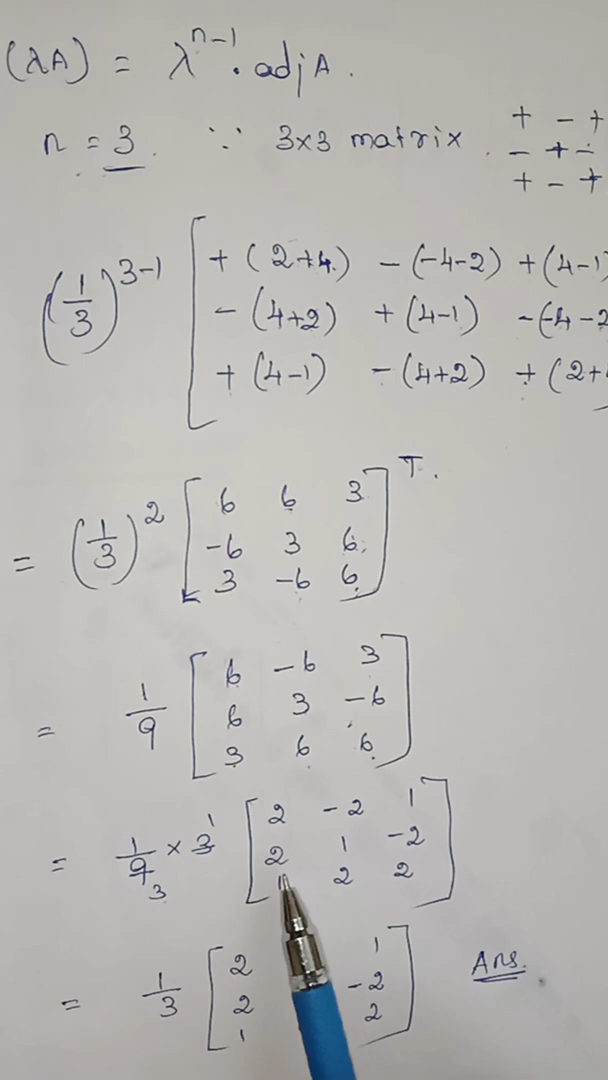 (λA) = λ^{n-1} . adj A .
n = 3 . ∵ 3×3 matrix .
+ - +
- + -
+ - +
(1/3)^{3-1} [ +(2+4) -(-4-2) +(4-1)
-(4+2) +(4-1) -(-4-2
+(4-1) -(4+2) +(2+
= (1/3)^2 [ 6 6 3
-6 3 6
3 -6 6 ]^T .
= 1/9 [ 6 -6 3
6 3 -6
3 6 6 ]
= 1/9 3 × 3 1 [ 2 -2 1
2 1 -2
2 2 ]
= 1/3 [ 2 1
2 -2
1 2 ] Ans.